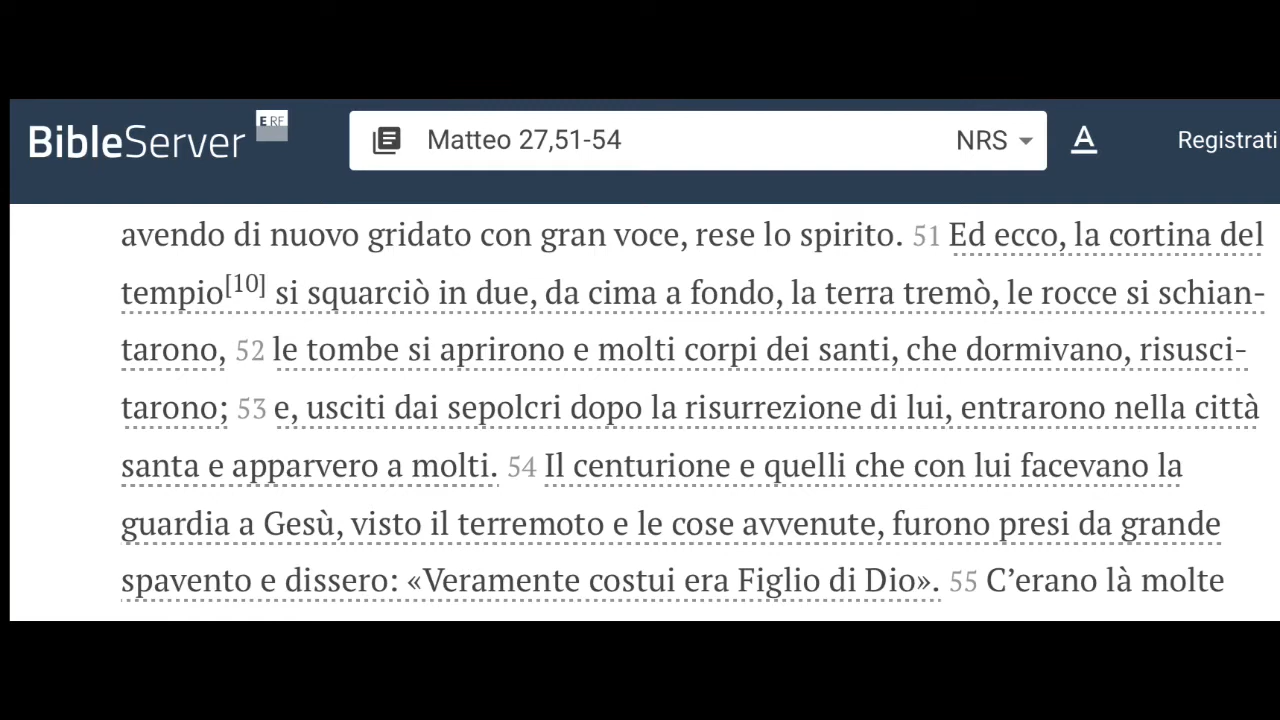 BibleServer E RF Matteo 27,51-54 NRS A Registrati
avendo di nuovo gridato con gran voce, rese lo spirito. 51 Ed ecco, la cortina del
tempio[10] si squarciò in due, da cima a fondo, la terra tremò, le rocce si schian-
tarono, 52 le tombe si aprirono e molti corpi dei santi, che dormivano, risusci-
tarono; 53 e, usciti dai sepolcri dopo la risurrezione di lui, entrarono nella città
santa e apparvero a molti. 54 Il centurione e quelli che con lui facevano la
guardia a Gesù, visto il terremoto e le cose avvenute, furono presi da grande
spavento e dissero: «Veramente costui era Figlio di Dio». 55 C’erano là molte